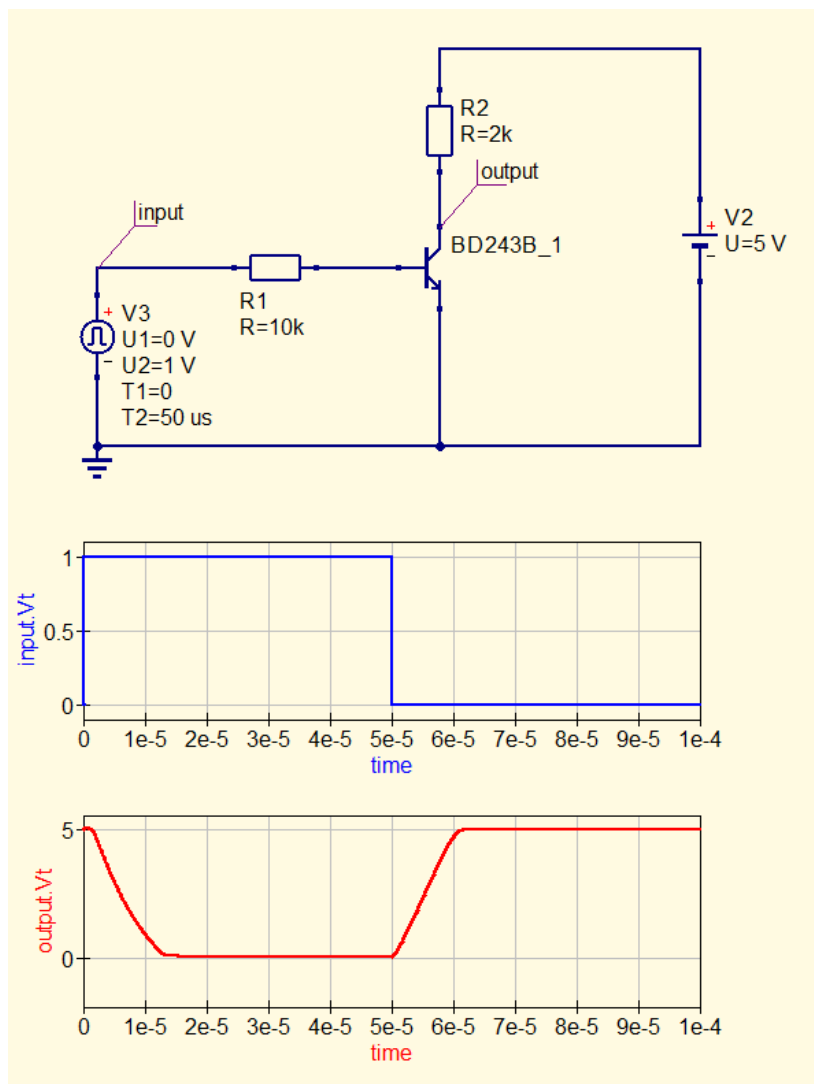 R2
R=2k
output
input
BD243B_1
V2
U=5 V
R1
R=10k
V3
U1=0 V
U2=1 V
T1=0
T2=50 us
input.Vt
1
0.5
0
0 1e-5 2e-5 3e-5 4e-5 5e-5 6e-5 7e-5 8e-5 9e-5 1e-4
time
output.Vt
5
0
0 1e-5 2e-5 3e-5 4e-5 5e-5 6e-5 7e-5 8e-5 9e-5 1e-4
time